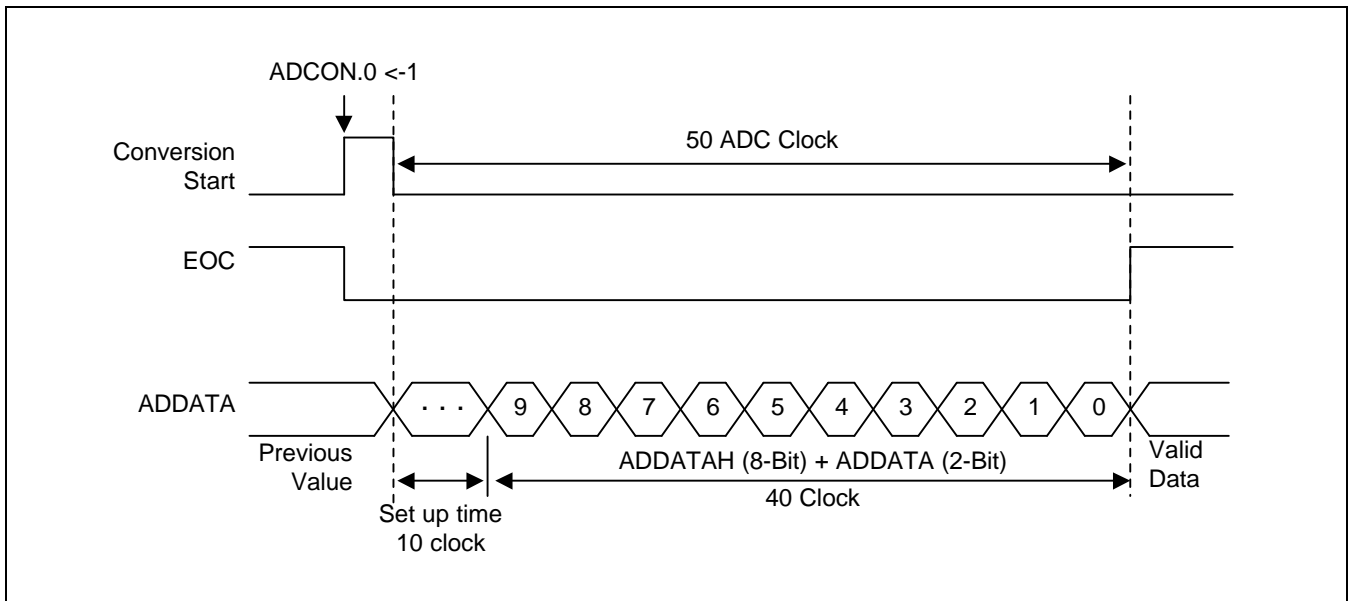 ADCON.0 <-1
50 ADC Clock
Conversion
Start
EOC
ADDATA
. . . 9 8 7 6 5 4 3 2 1 0
Previous
Value
ADDATAH (8-Bit) + ADDATA (2-Bit)
Valid
Data
40 Clock
Set up time
10 clock